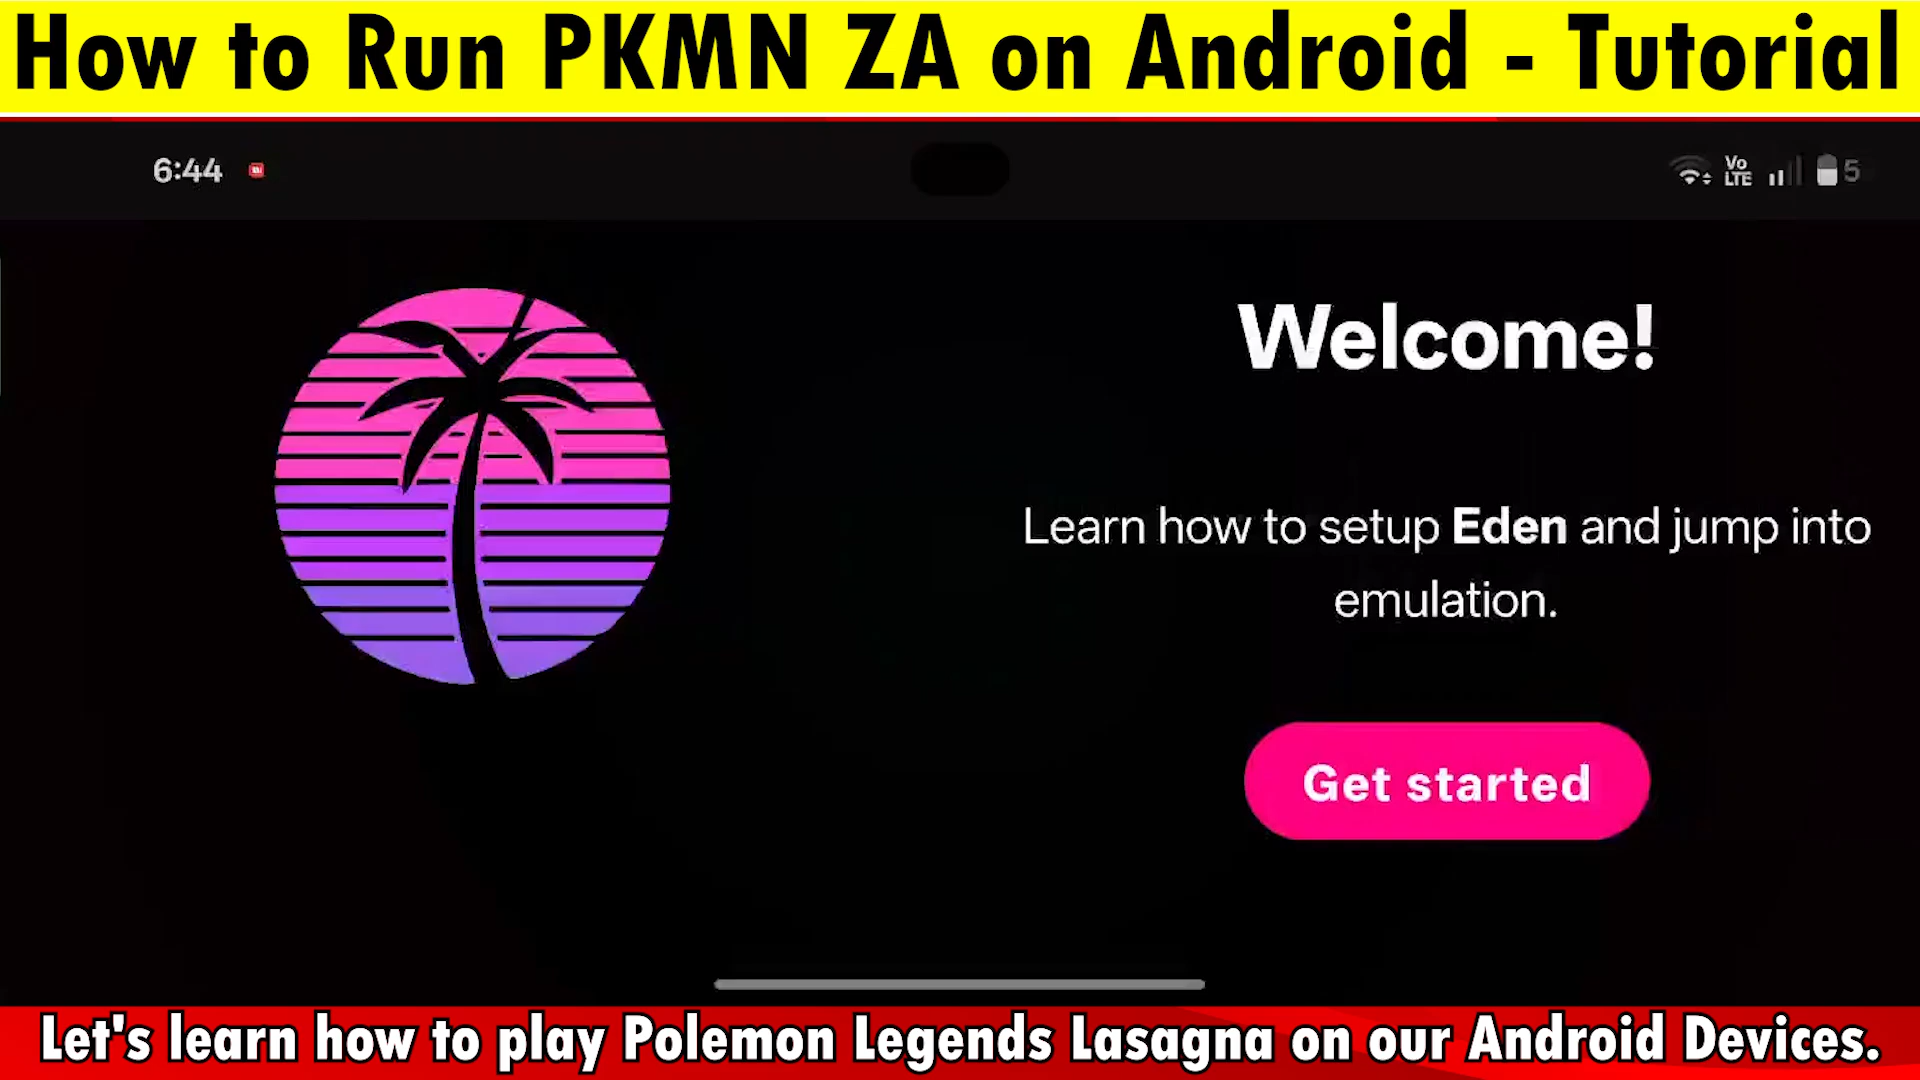 How to Run PKMN ZA on Android - Tutorial
6:44
Vo
LTE
5
Welcome!
Learn how to setup Eden and jump into
emulation.
Get started
Let's learn how to play Polemon Legends Lasagna on our Android Devices.